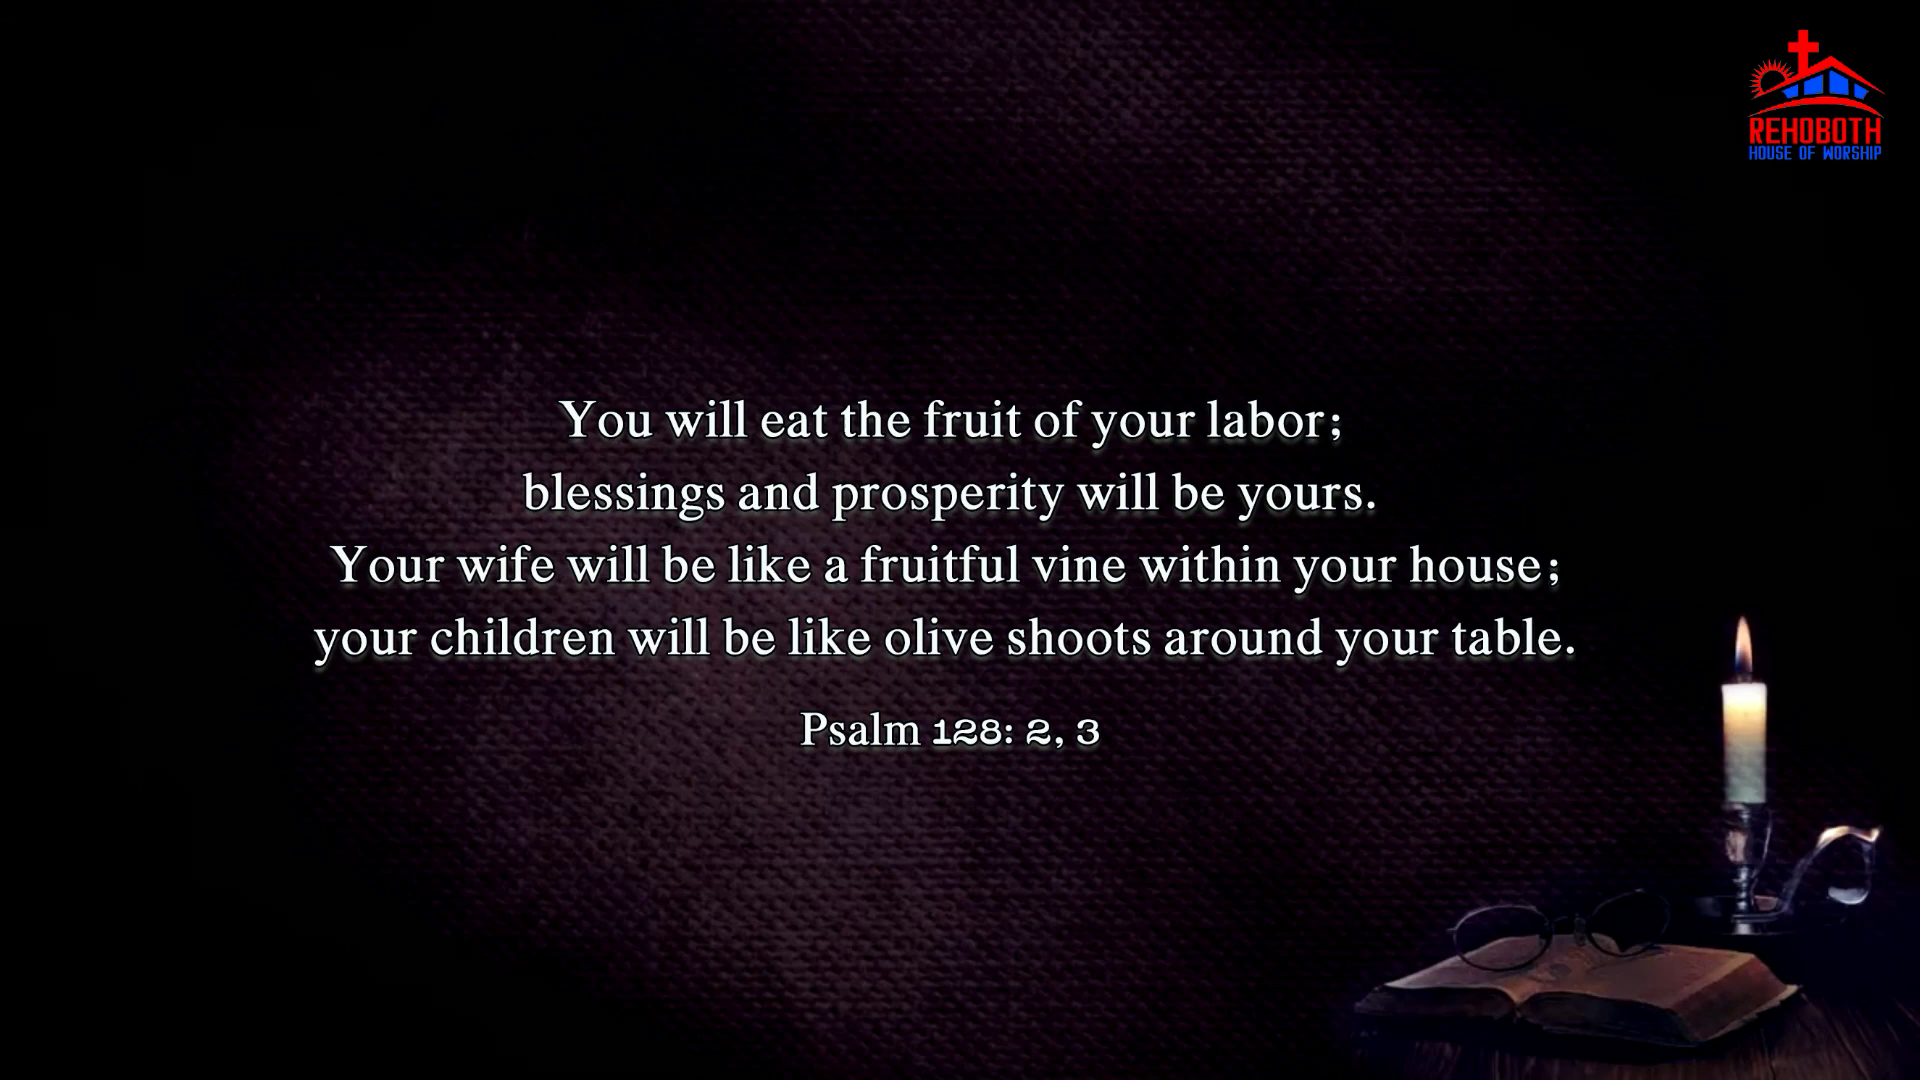 REHOBOTH
HOUSE OF WORSHIP
You will eat the fruit of your labor;
blessings and prosperity will be yours.
Your wife will be like a fruitful vine within your house;
your children will be like olive shoots around your table.
Psalm 128: 2, 3